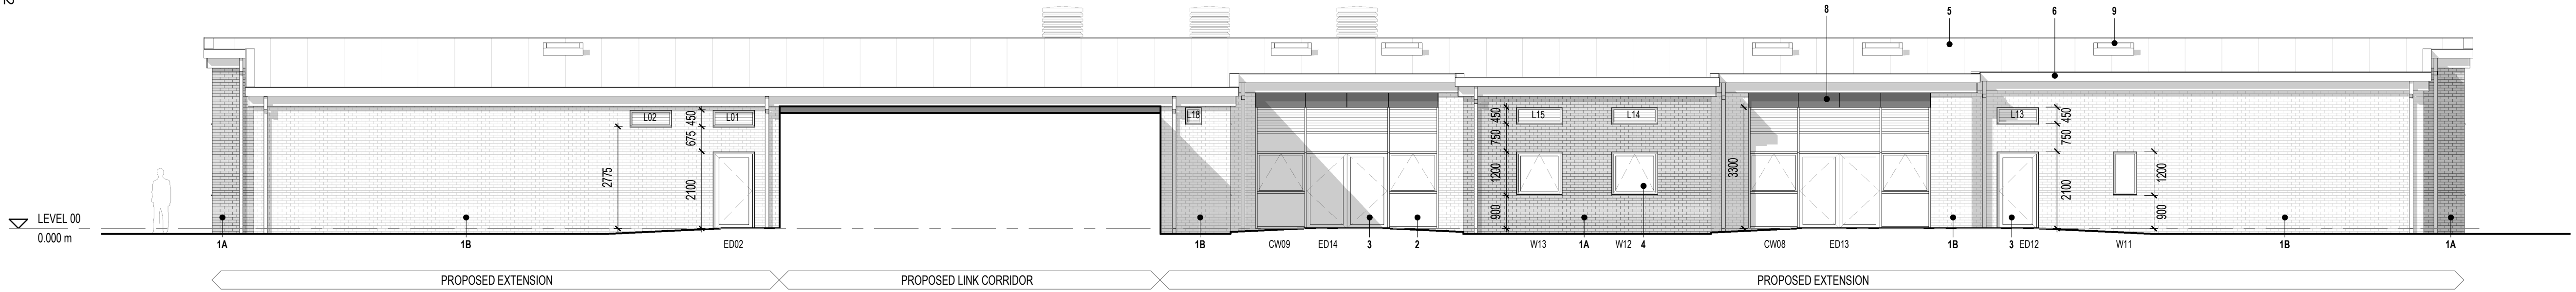 8
5
6
9
L02
L01
450
675
2775
2100
L18
L15
L14
450
750
1200
900
3300
L13
450
750
2100
1200
900
LEVEL 00
0.000 m
1A
1B
ED02
1B
CW09
ED14
3
2
W13
1A
W12
4
CW08
ED13
1B
3
ED12
W11
1B
1A
PROPOSED EXTENSION
PROPOSED LINK CORRIDOR
PROPOSED EXTENSION